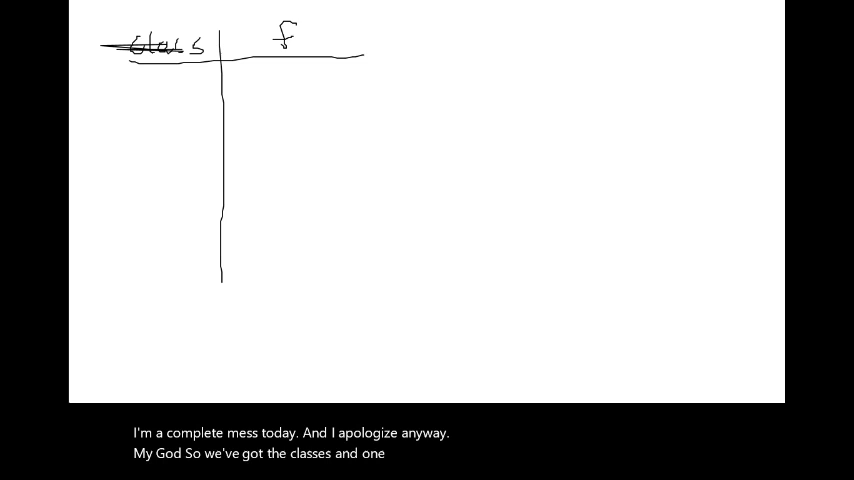 class f
I'm a complete mess today. And I apologize anyway.
My God So we've got the classes and one